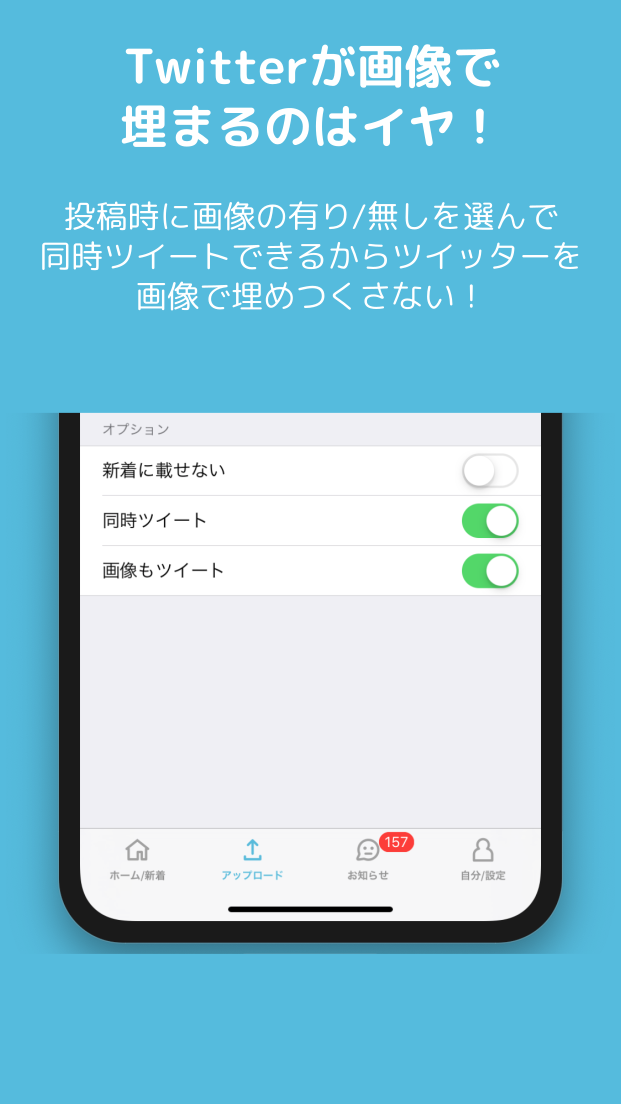 Twitterが画像で
埋まるのはイヤ！
投稿時に画像の有り/無しを選んで
同時ツイートできるからツイッターを
画像で埋めつくさない！
オプション
新着に載せない
同時ツイート
画像もツイート
157
ホーム/新着
アップロード
お知らせ
自分/設定